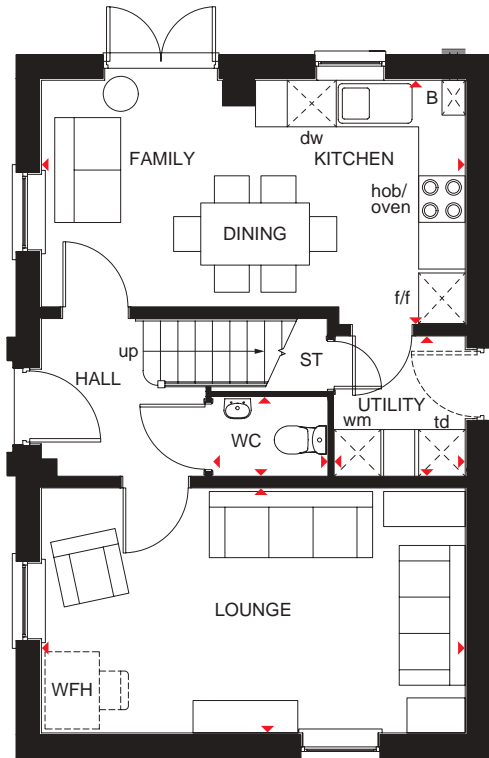 B
dw
FAMILY
KITCHEN
hob/
oven
DINING
f/f
up
ST
HALL
UTILITY
WC
wm
td
LOUNGE
WFH